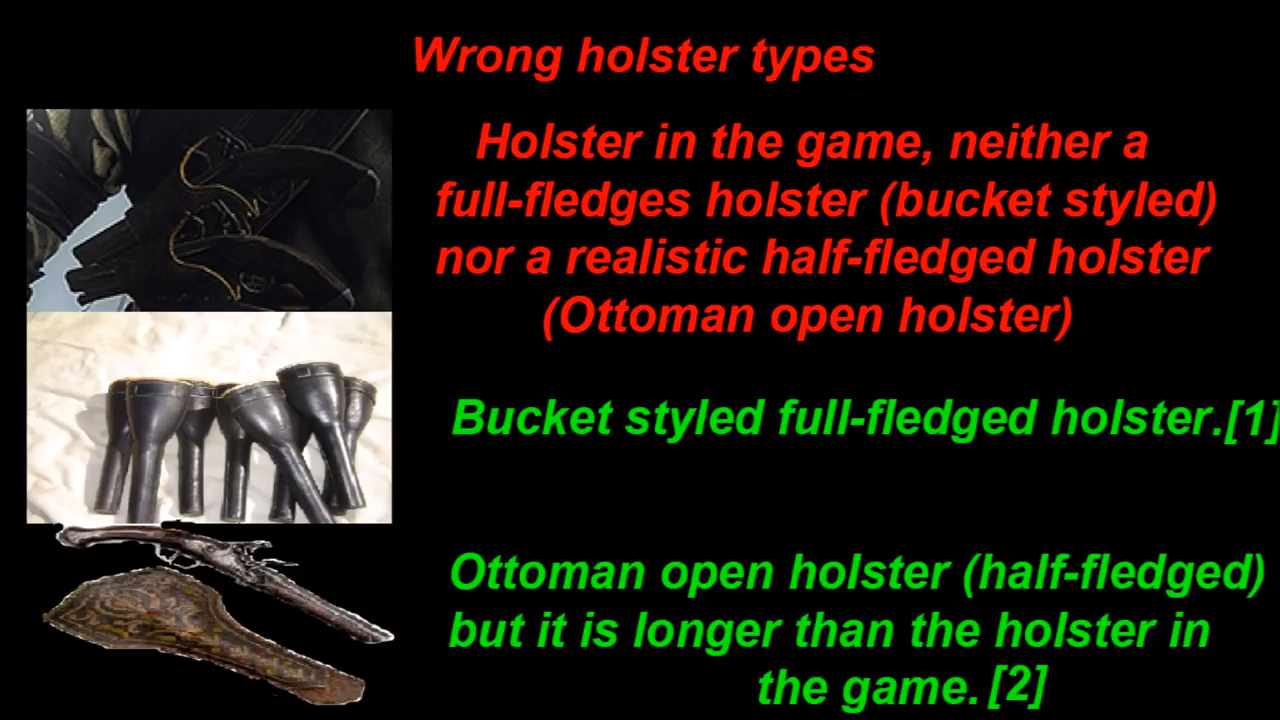 Wrong holster types
Holster in the game, neither a
full-fledges holster (bucket styled)
nor a realistic half-fledged holster
(Ottoman open holster)
Bucket styled full-fledged holster.[1]
Ottoman open holster (half-fledged)
but it is longer than the holster in
the game. [2]